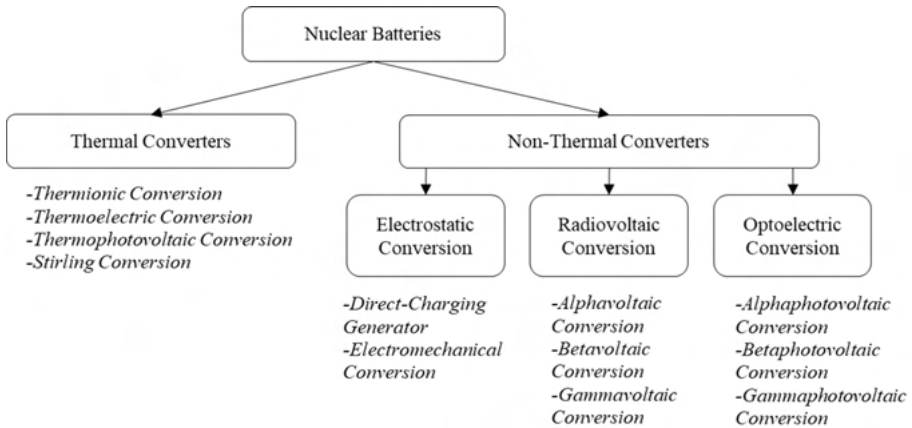 Nuclear Batteries
Thermal Converters
-Thermionic Conversion
-Thermoelectric Conversion
-Thermophotovoltaic Conversion
-Stirling Conversion
Non-Thermal Converters
Electrostatic
Conversion
-Direct-Charging
Generator
-Electromechanical
Conversion
Radiovoltaic
Conversion
-Alphavoltaic
Conversion
-Betavoltaic
Conversion
-Gammavoltaic
Conversion
Optoelectric
Conversion
-Alphaphotovoltaic
Conversion
-Betaphotovoltaic
Conversion
-Gammaphotovoltaic
Conversion